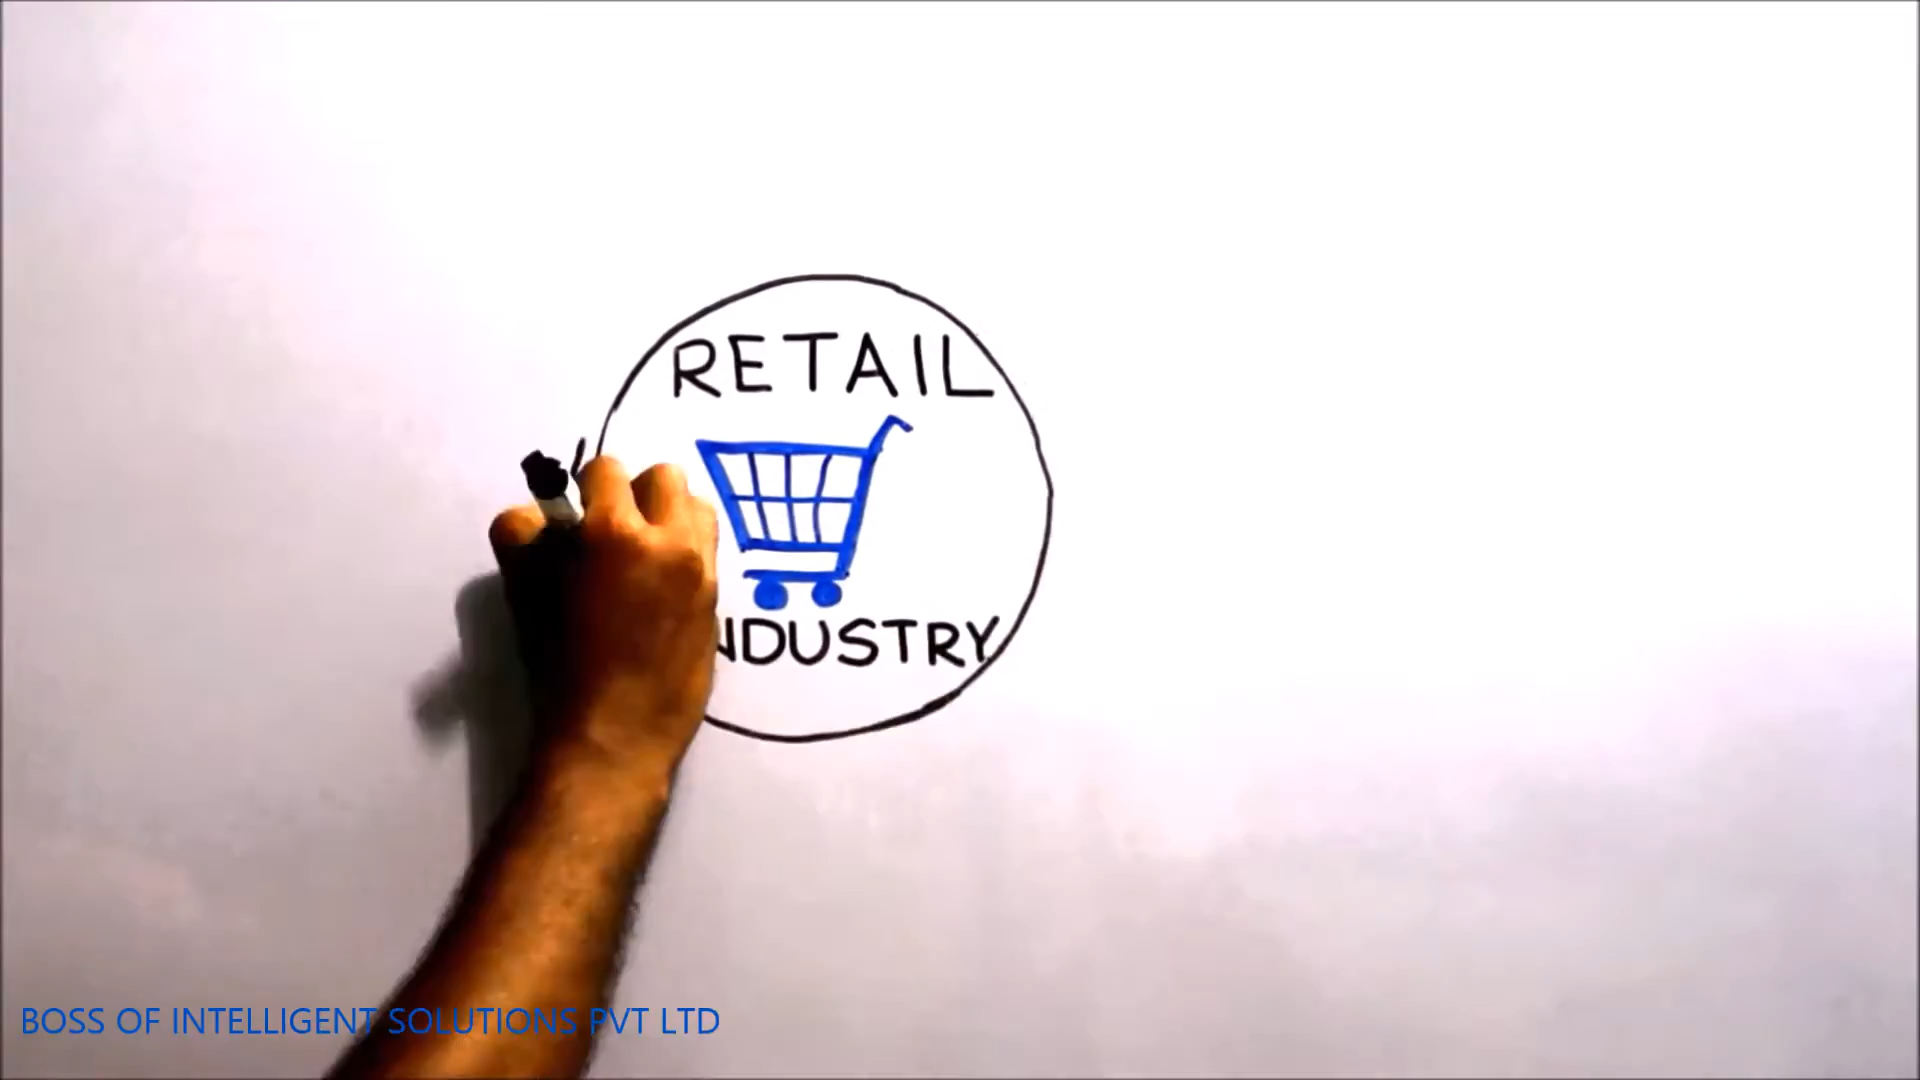 RETAIL
NDUSTRY
BOSS OF INTELLIGENT SOLUTIONS PVT LTD